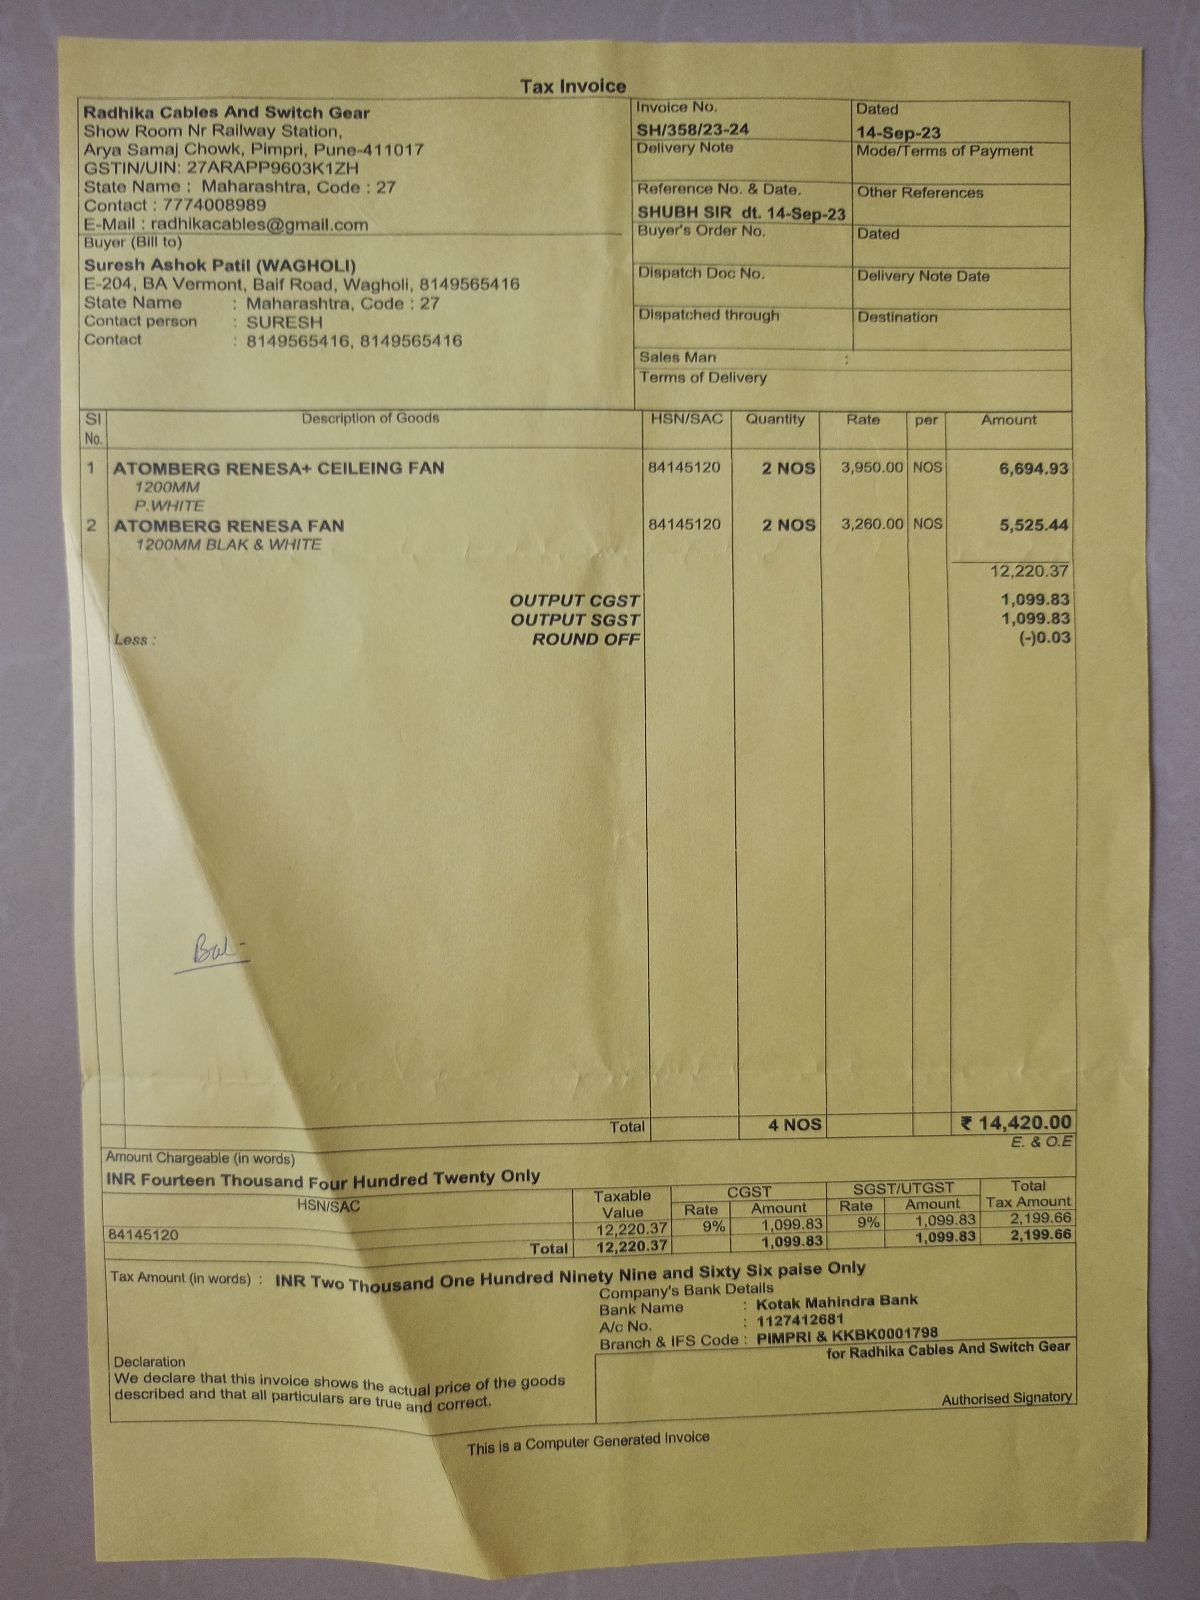 Tax Invoice
Radhika Cables And Switch Gear
Show Room Nr Railway Station,
Arya Samaj Chowk, Pimpri, Pune-411017
GSTIN/UIN: 27ARAPP9603K1ZH
State Name : Maharashtra, Code : 27
Contact : 7774008989
E-Mail : radhikacables@gmail.com
Buyer (Bill to)
Suresh Ashok Patil (WAGHOLI)
E-204, BA Vermont, Baif Road, Wagholi, 8149565416
State Name : Maharashtra, Code : 27
Contact person : SURESH
Contact : 8149565416, 8149565416
Invoice No. Dated
SH/358/23-24 14-Sep-23
Delivery Note Mode/Terms of Payment
Reference No. & Date. Other References
SHUBH SIR dt. 14-Sep-23
Buyer's Order No. Dated
Dispatch Doc No. Delivery Note Date
Dispatched through Destination
Sales Man :
Terms of Delivery
SI No. Description of Goods HSN/SAC Quantity Rate per Amount
1 ATOMBERG RENESA+ CEILEING FAN 84145120 2 NOS 3,950.00 NOS 6,694.93
1200MM
P.WHITE
2 ATOMBERG RENESA FAN 84145120 2 NOS 3,260.00 NOS 5,525.44
1200MM BLAK & WHITE
12,220.37
OUTPUT CGST 1,099.83
OUTPUT SGST 1,099.83
Less : ROUND OFF (-)0.03
Bal-
Total 4 NOS ₹ 14,420.00
E. & O.E
Amount Chargeable (in words)
INR Fourteen Thousand Four Hundred Twenty Only
HSN/SAC Taxable Value CGST SGST/UTGST Total Tax Amount
Rate Amount Rate Amount
84145120 12,220.37 9% 1,099.83 9% 1,099.83 2,199.66
Total 12,220.37 1,099.83 1,099.83 2,199.66
Tax Amount (in words) : INR Two Thousand One Hundred Ninety Nine and Sixty Six paise Only
Company's Bank Details
Bank Name : Kotak Mahindra Bank
A/c No. : 1127412681
Branch & IFS Code : PIMPRI & KKBK0001798
for Radhika Cables And Switch Gear
Declaration
We declare that this invoice shows the actual price of the goods
described and that all particulars are true and correct.
Authorised Signatory
This is a Computer Generated Invoice